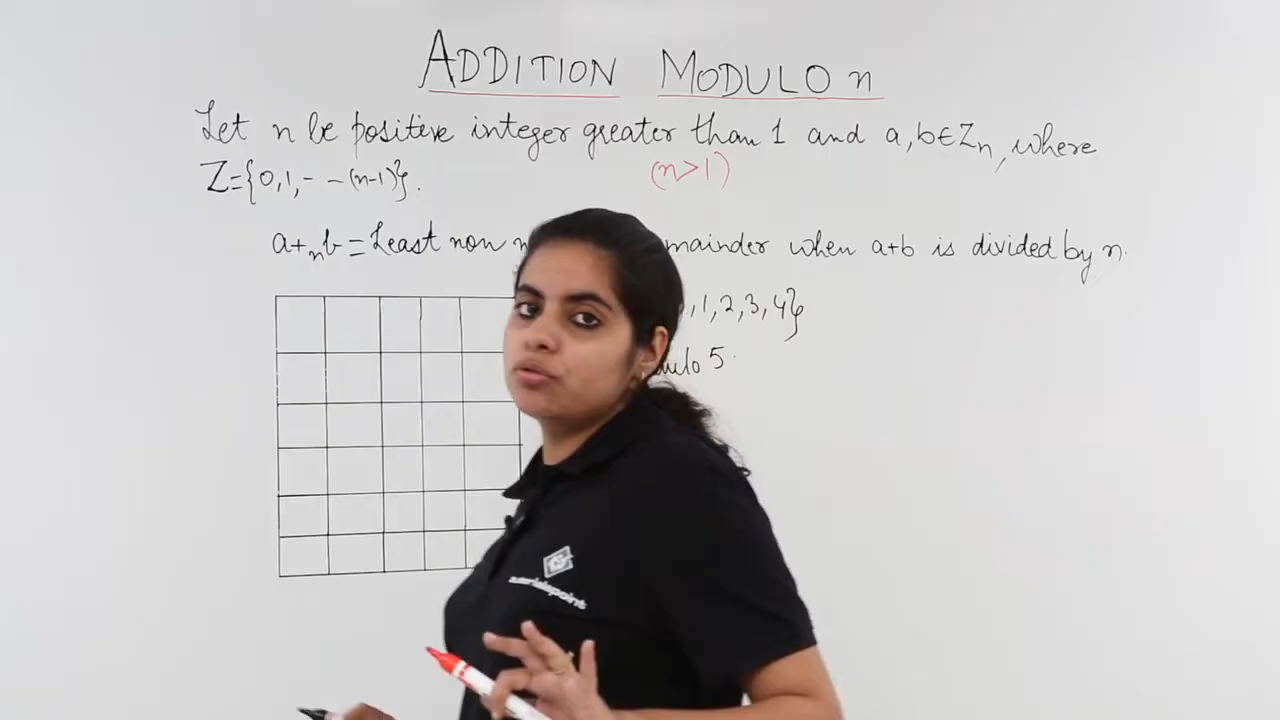 ADDITION MODULO n
Let n be positive integer greater than 1 and a, b ∈ Zn, where
(n>1)
Z = {0, 1, - - (n-1)}.
a +n b = Least non mainder when a+b is divided by n.
, 1, 2, 3, 4}
ulo 5.
tutorialspoint